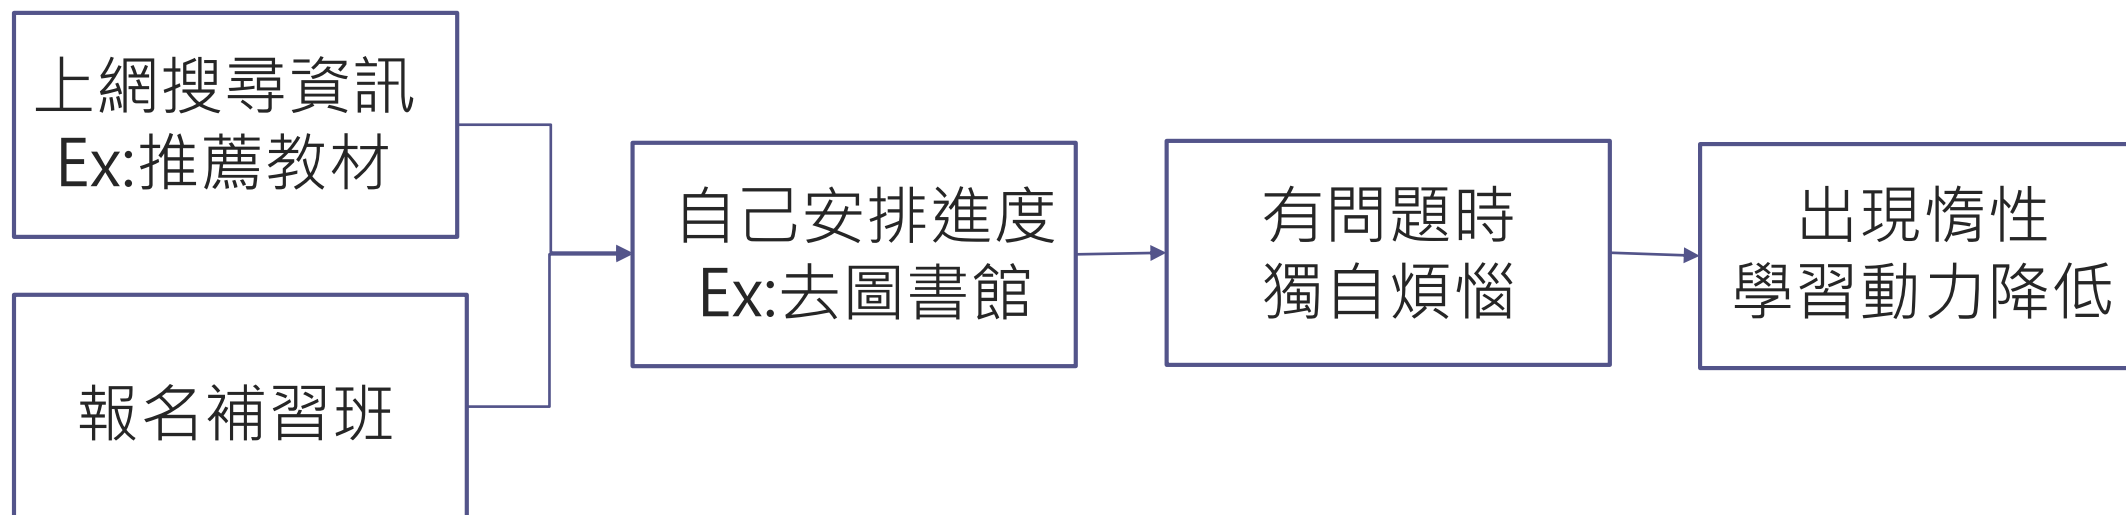 上網搜尋資訊
Ex:推薦教材
報名補習班
自己安排進度
Ex:去圖書館
有問題時
獨自煩惱
出現惰性
學習動力降低